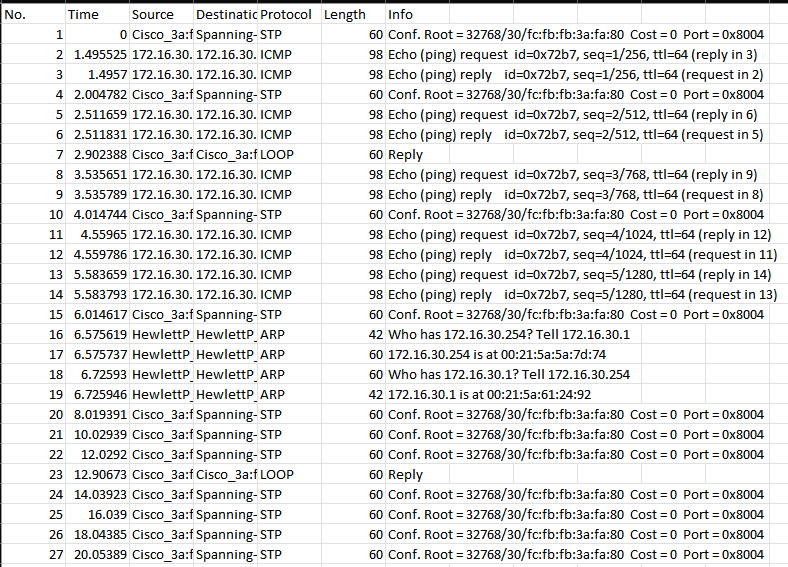 No. Time Source Destinatic Protocol Length Info
1 0 Cisco_3a:f Spanning- STP 60 Conf. Root = 32768/30/fc:fb:fb:3a:fa:80 Cost = 0 Port = 0x8004
2 1.495525 172.16.30. 172.16.30. ICMP 98 Echo (ping) request id=0x72b7, seq=1/256, ttl=64 (reply in 3)
3 1.4957 172.16.30. 172.16.30. ICMP 98 Echo (ping) reply id=0x72b7, seq=1/256, ttl=64 (request in 2)
4 2.004782 Cisco_3a:f Spanning- STP 60 Conf. Root = 32768/30/fc:fb:fb:3a:fa:80 Cost = 0 Port = 0x8004
5 2.511659 172.16.30. 172.16.30. ICMP 98 Echo (ping) request id=0x72b7, seq=2/512, ttl=64 (reply in 6)
6 2.511831 172.16.30. 172.16.30. ICMP 98 Echo (ping) reply id=0x72b7, seq=2/512, ttl=64 (request in 5)
7 2.902388 Cisco_3a:f Cisco_3a:f LOOP 60 Reply
8 3.535651 172.16.30. 172.16.30. ICMP 98 Echo (ping) request id=0x72b7, seq=3/768, ttl=64 (reply in 9)
9 3.535789 172.16.30. 172.16.30. ICMP 98 Echo (ping) reply id=0x72b7, seq=3/768, ttl=64 (request in 8)
10 4.014744 Cisco_3a:f Spanning- STP 60 Conf. Root = 32768/30/fc:fb:fb:3a:fa:80 Cost = 0 Port = 0x8004
11 4.55965 172.16.30. 172.16.30. ICMP 98 Echo (ping) request id=0x72b7, seq=4/1024, ttl=64 (reply in 12)
12 4.559786 172.16.30. 172.16.30. ICMP 98 Echo (ping) reply id=0x72b7, seq=4/1024, ttl=64 (request in 11)
13 5.583659 172.16.30. 172.16.30. ICMP 98 Echo (ping) request id=0x72b7, seq=5/1280, ttl=64 (reply in 14)
14 5.583793 172.16.30. 172.16.30. ICMP 98 Echo (ping) reply id=0x72b7, seq=5/1280, ttl=64 (request in 13)
15 6.014617 Cisco_3a:f Spanning- STP 60 Conf. Root = 32768/30/fc:fb:fb:3a:fa:80 Cost = 0 Port = 0x8004
16 6.575619 HewlettP_ HewlettP_ ARP 42 Who has 172.16.30.254? Tell 172.16.30.1
17 6.575737 HewlettP_ HewlettP_ ARP 60 172.16.30.254 is at 00:21:5a:5a:7d:74
18 6.72593 HewlettP_ HewlettP_ ARP 60 Who has 172.16.30.1? Tell 172.16.30.254
19 6.725946 HewlettP_ HewlettP_ ARP 42 172.16.30.1 is at 00:21:5a:61:24:92
20 8.019391 Cisco_3a:f Spanning- STP 60 Conf. Root = 32768/30/fc:fb:fb:3a:fa:80 Cost = 0 Port = 0x8004
21 10.02939 Cisco_3a:f Spanning- STP 60 Conf. Root = 32768/30/fc:fb:fb:3a:fa:80 Cost = 0 Port = 0x8004
22 12.0292 Cisco_3a:f Spanning- STP 60 Conf. Root = 32768/30/fc:fb:fb:3a:fa:80 Cost = 0 Port = 0x8004
23 12.90673 Cisco_3a:f Cisco_3a:f LOOP 60 Reply
24 14.03923 Cisco_3a:f Spanning- STP 60 Conf. Root = 32768/30/fc:fb:fb:3a:fa:80 Cost = 0 Port = 0x8004
25 16.039 Cisco_3a:f Spanning- STP 60 Conf. Root = 32768/30/fc:fb:fb:3a:fa:80 Cost = 0 Port = 0x8004
26 18.04385 Cisco_3a:f Spanning- STP 60 Conf. Root = 32768/30/fc:fb:fb:3a:fa:80 Cost = 0 Port = 0x8004
27 20.05389 Cisco_3a:f Spanning- STP 60 Conf. Root = 32768/30/fc:fb:fb:3a:fa:80 Cost = 0 Port = 0x8004